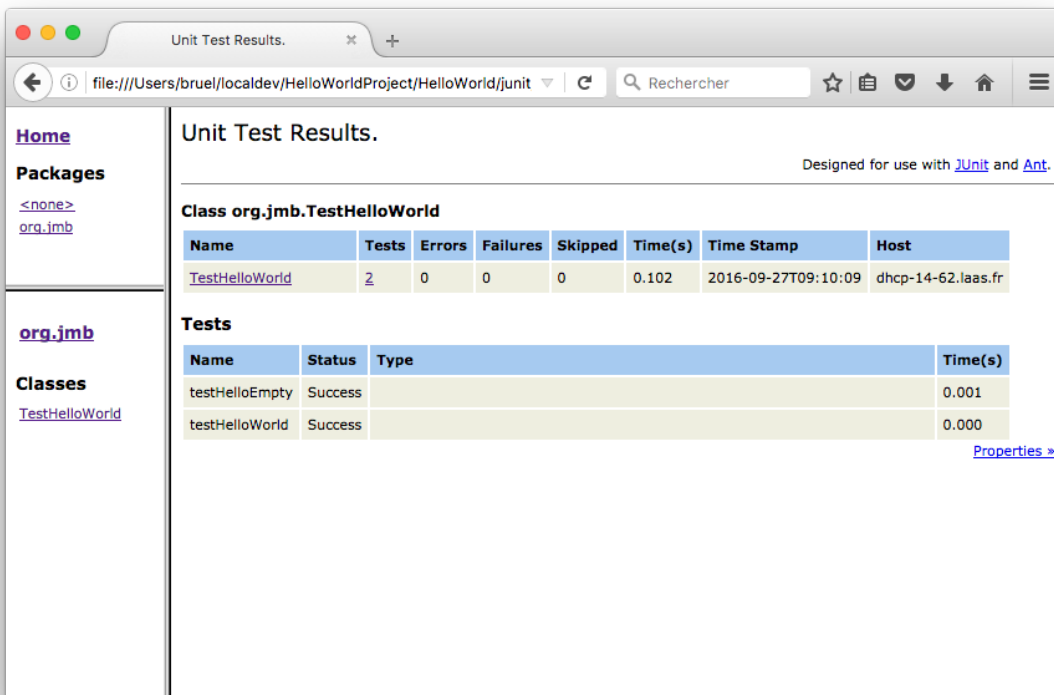 Unit Test Results.
file:///Users/bruel/localdev/HelloWorldProject/HelloWorld/junit
Rechercher
Home
Packages
<none>
org.jmb
org.jmb
Classes
TestHelloWorld
Unit Test Results.
Designed for use with JUnit and Ant.
Class org.jmb.TestHelloWorld
Name Tests Errors Failures Skipped Time(s) Time Stamp Host
TestHelloWorld 2 0 0 0 0.102 2016-09-27T09:10:09 dhcp-14-62.laas.fr
Tests
Name Status Type Time(s)
testHelloEmpty Success 0.001
testHelloWorld Success 0.000
Properties »